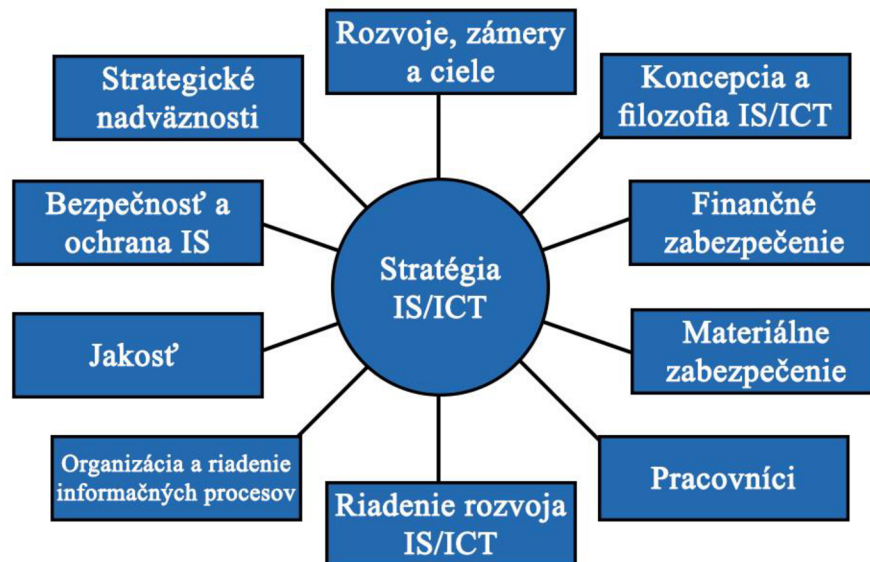 Rozvoje, zámery
a ciele
Strategické
nadväznosti
Koncepcia a
filozofia IS/ICT
Bezpečnosť a
ochrana IS
Finančné
zabezpečenie
Stratégia
IS/ICT
Jakosť
Materiálne
zabezpečenie
Organizácia a riadenie
informačných procesov
Riadenie rozvoja
IS/ICT
Pracovníci